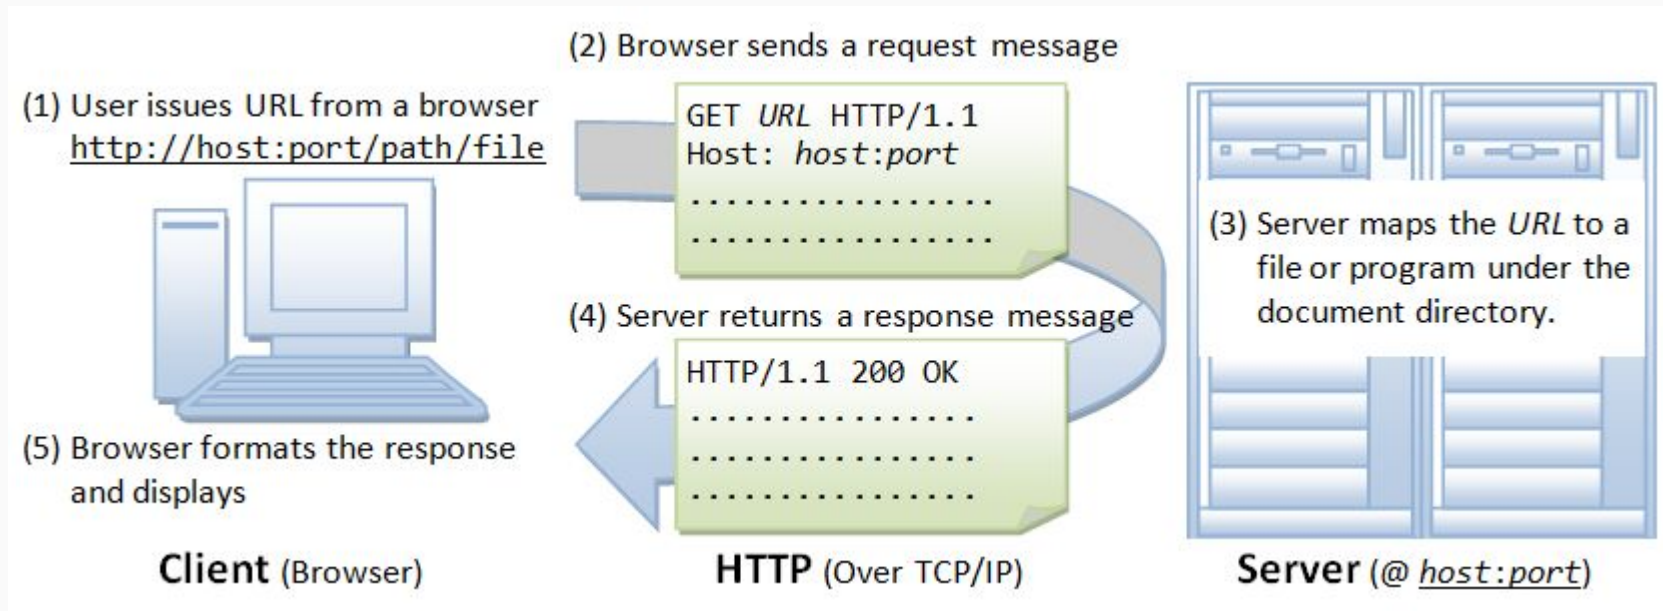 (1) User issues URL from a browser
http://host:port/path/file
(2) Browser sends a request message
GET URL HTTP/1.1
Host: host:port
..................
..................
(3) Server maps the URL to a
file or program under the
document directory.
(4) Server returns a response message
HTTP/1.1 200 OK
.................
.................
.................
(5) Browser formats the response
and displays
Client (Browser)
HTTP (Over TCP/IP)
Server (@ host:port)